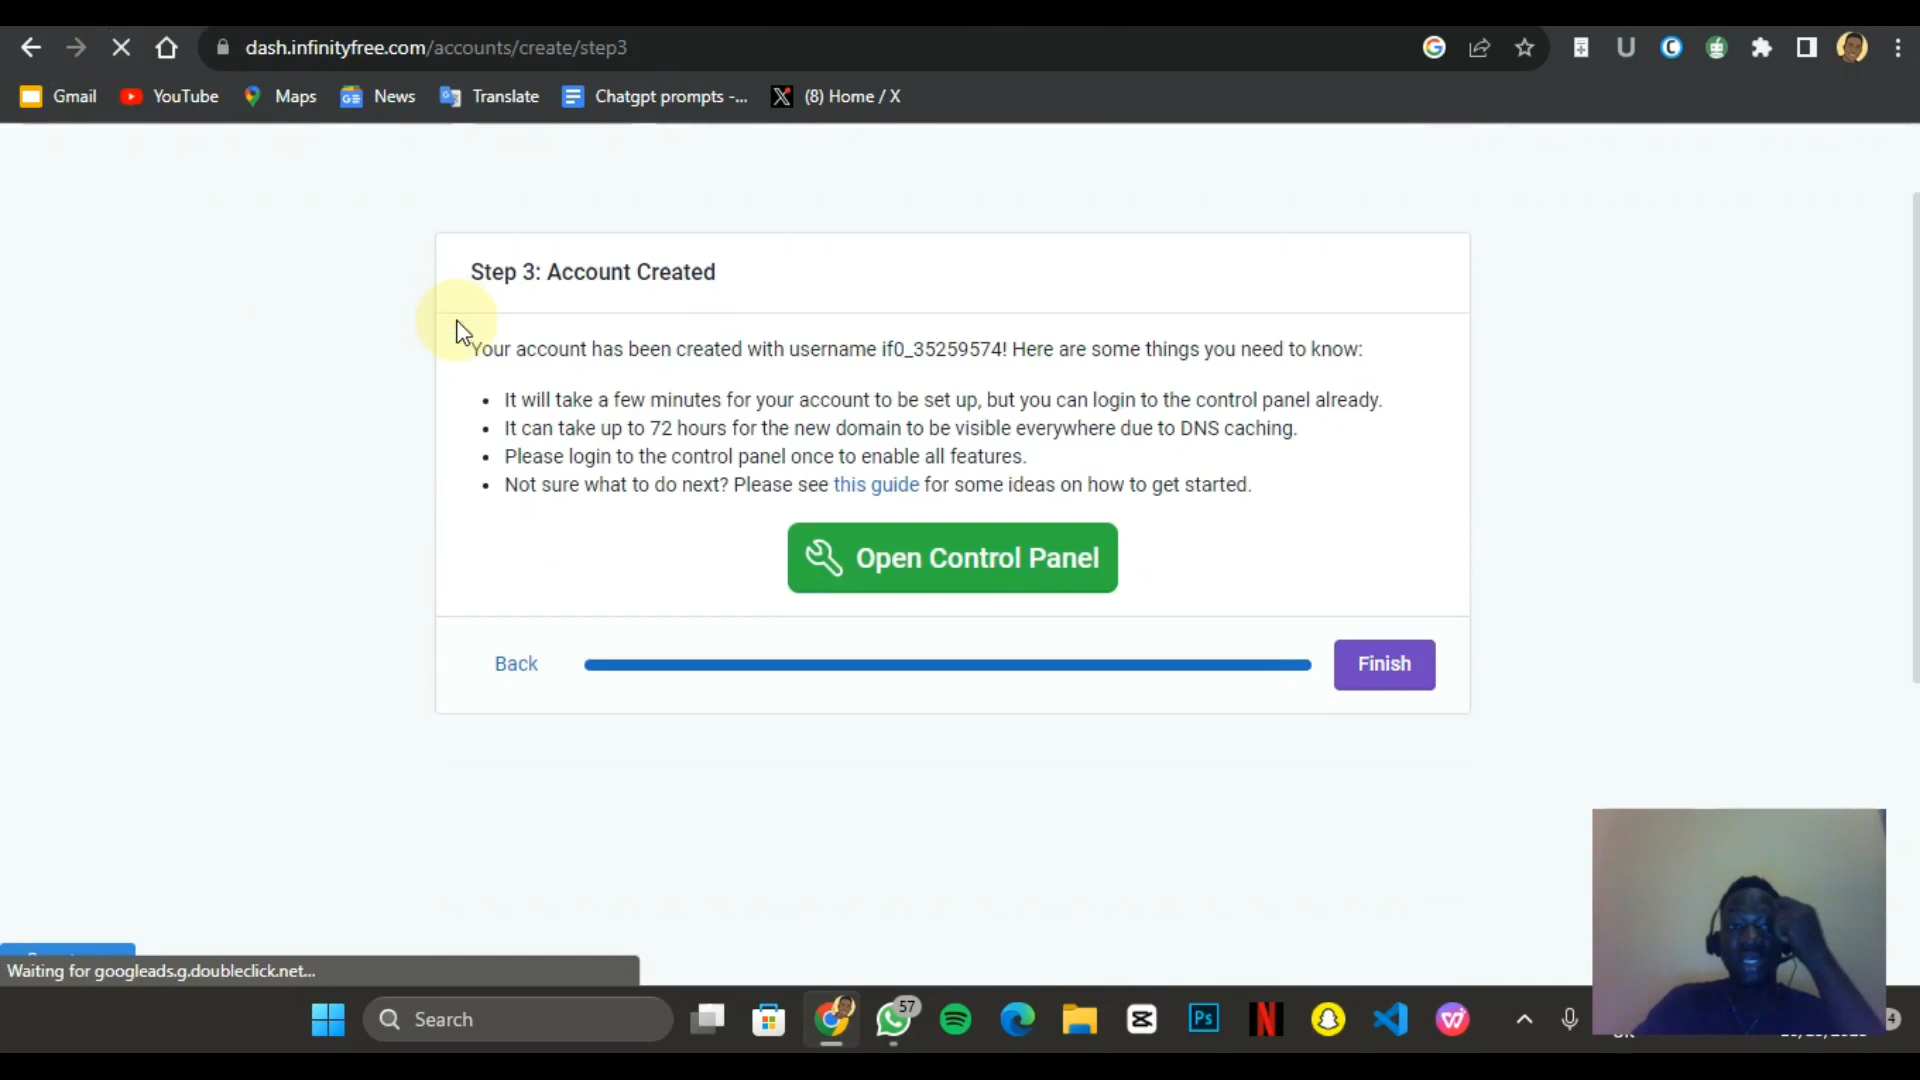 dash.infinityfree.com/accounts/create/step3
Gmail YouTube Maps News Translate Chatgpt prompts -... (8) Home / X
Step 3: Account Created
Your account has been created with username if0_35259574! Here are some things you need to know:
It will take a few minutes for your account to be set up, but you can login to the control panel already.
It can take up to 72 hours for the new domain to be visible everywhere due to DNS caching.
Please login to the control panel once to enable all features.
Not sure what to do next? Please see this guide for some ideas on how to get started.
Open Control Panel
Back Finish
Waiting for googleads.g.doubleclick.net...
Search 57 Ps 4